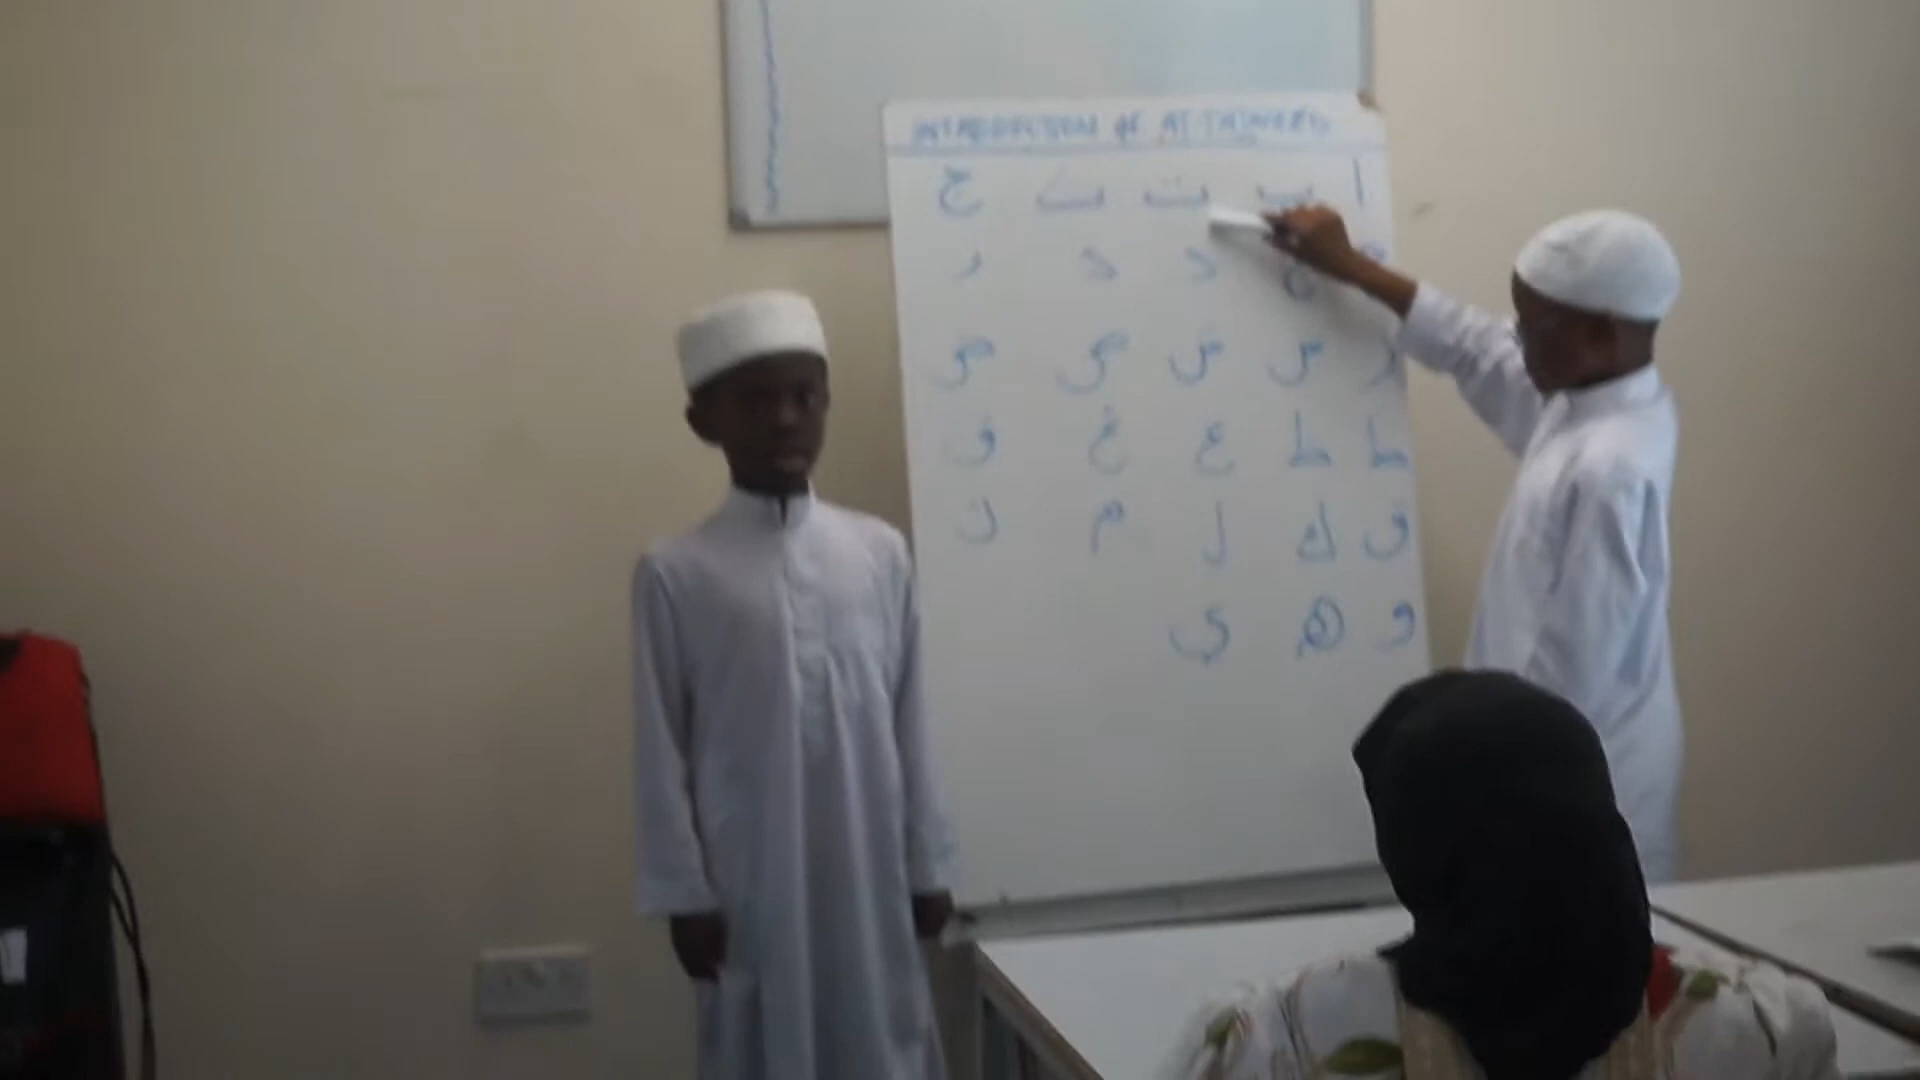 INTRODUCTION OF AT-TAJWEED
ا ب ت ث ج
د ذ ر
ز س ش ص ض
ط ظ ع غ ف
ق ك ل م ن
و ه ي